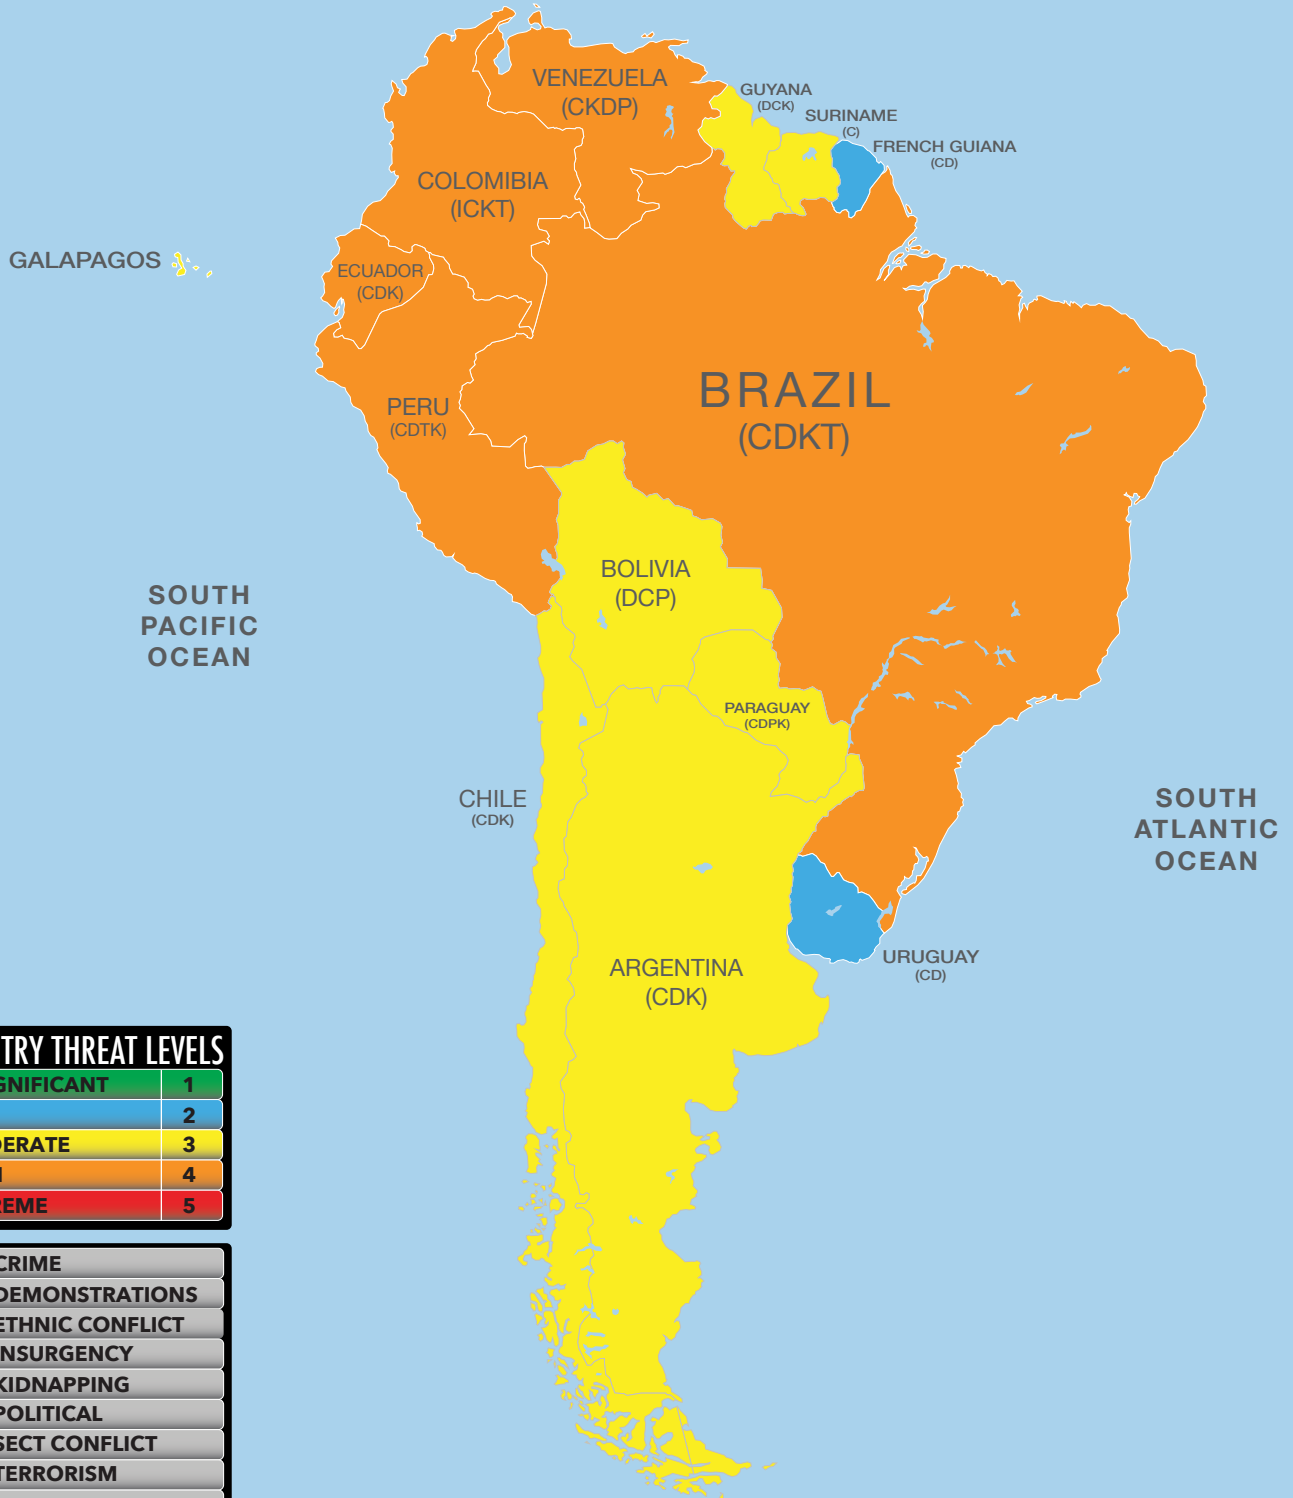 VENEZUELA
(CKDP)
GUYANA
(DCK)
SURINAME
(C)
FRENCH GUIANA
(CD)
COLOMIBIA
(ICKT)
GALAPAGOS
ECUADOR
(CDK)
BRAZIL
(CDKT)
PERU
(CDTK)
BOLIVIA
(DCP)
SOUTH
PACIFIC
OCEAN
PARAGUAY
(CDPK)
CHILE
(CDK)
SOUTH
ATLANTIC
OCEAN
ARGENTINA
(CDK)
URUGUAY
(CD)
TRY THREAT LEVELS
GNIFICANT 1
2
DERATE 3
4
REME 5
CRIME
DEMONSTRATIONS
ETHNIC CONFLICT
INSURGENCY
KIDNAPPING
POLITICAL
SECT CONFLICT
TERRORISM